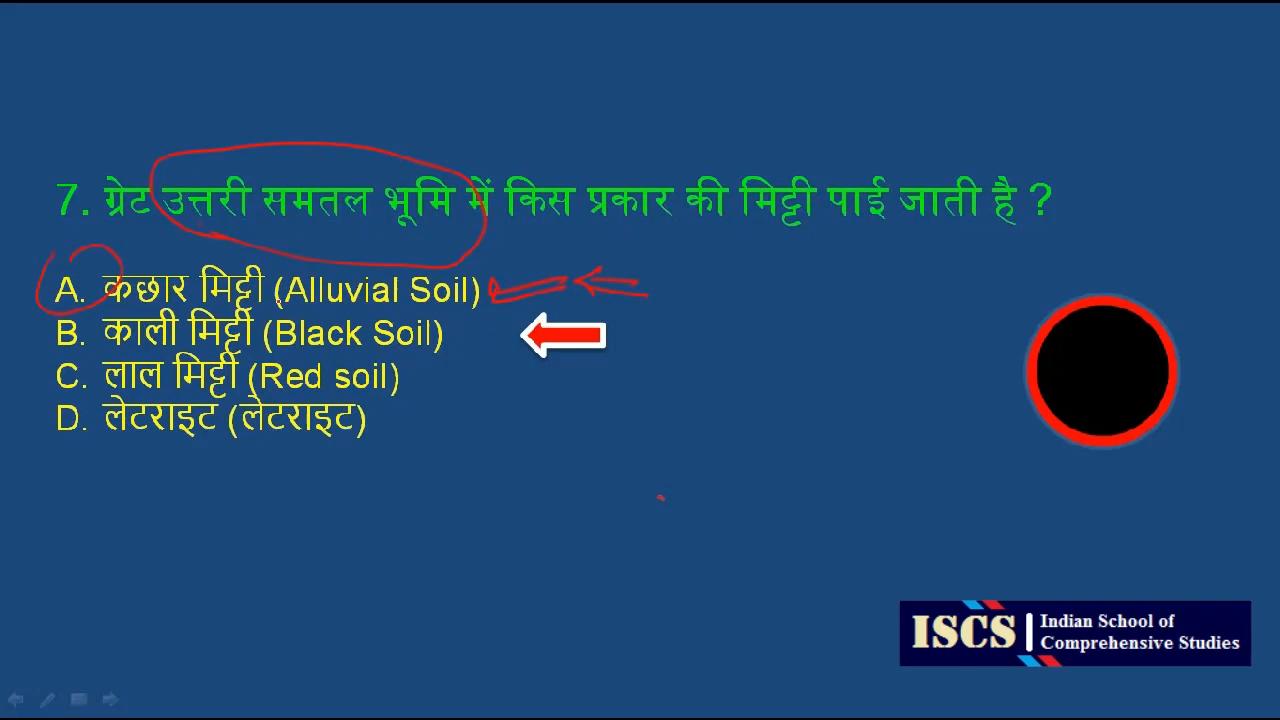 7. ग्रेट उत्तरी समतल भूमि में किस प्रकार की मिट्टी पाई जाती है ?
A. कछार मिट्टी (Alluvial Soil)
B. काली मिट्टी (Black Soil)
C. लाल मिट्टी (Red soil)
D. लेटराइट (लेटराइट)
ISCS
Indian School of
Comprehensive Studies